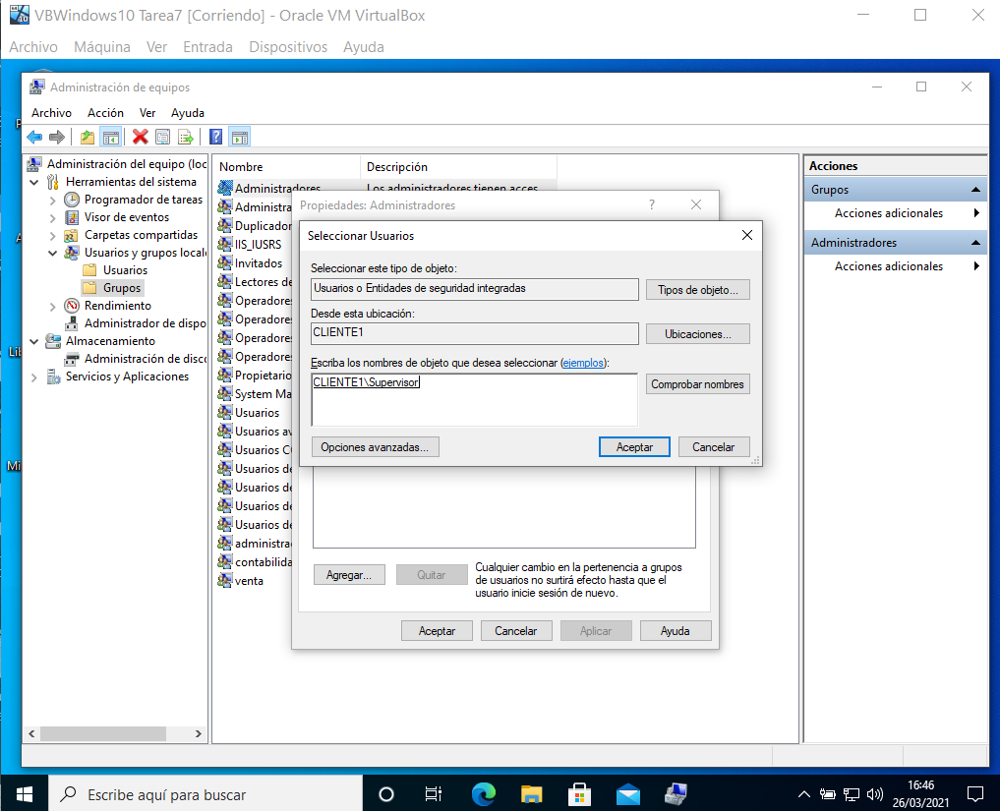 VBWindows10 Tarea7 [Corriendo] - Oracle VM VirtualBox
Archivo Máquina Ver Entrada Dispositivos Ayuda
Administración de equipos
Archivo Acción Ver Ayuda
Administración del equipo (loc
Herramientas del sistema
Programador de tareas
Visor de eventos
Carpetas compartidas
Usuarios y grupos locale
Usuarios
Grupos
Rendimiento
Administrador de dispo
Almacenamiento
Administración de disco
Servicios y Aplicaciones
Nombre Descripción
Administradores Los administradores tienen acces
Administra
Duplicador
IIS_IUSRS
Invitados
Lectores de
Operadore
Operadore
Operadore
Operadore
Propietario
System Ma
Usuarios
Usuarios av
Usuarios CO
Usuarios de
Usuarios de
Usuarios de
Usuarios de
administra
contabilida
venta
Propiedades: Administradores ?
Seleccionar Usuarios
Seleccionar este tipo de objeto:
Usuarios o Entidades de seguridad integradas
Tipos de objeto...
Desde esta ubicación:
CLIENTE1
Ubicaciones...
Escriba los nombres de objeto que desea seleccionar (ejemplos):
CLIENTE1\Supervisor
Comprobar nombres
Opciones avanzadas... Aceptar Cancelar
Agregar... Quitar
Cualquier cambio en la pertenencia a grupos
de usuarios no surtirá efecto hasta que el
usuario inicie sesión de nuevo.
Aceptar Cancelar Aplicar Ayuda
Acciones
Grupos
Acciones adicionales
Administradores
Acciones adicionales
Lib
Mi
Escribe aquí para buscar
16:46
26/03/2021